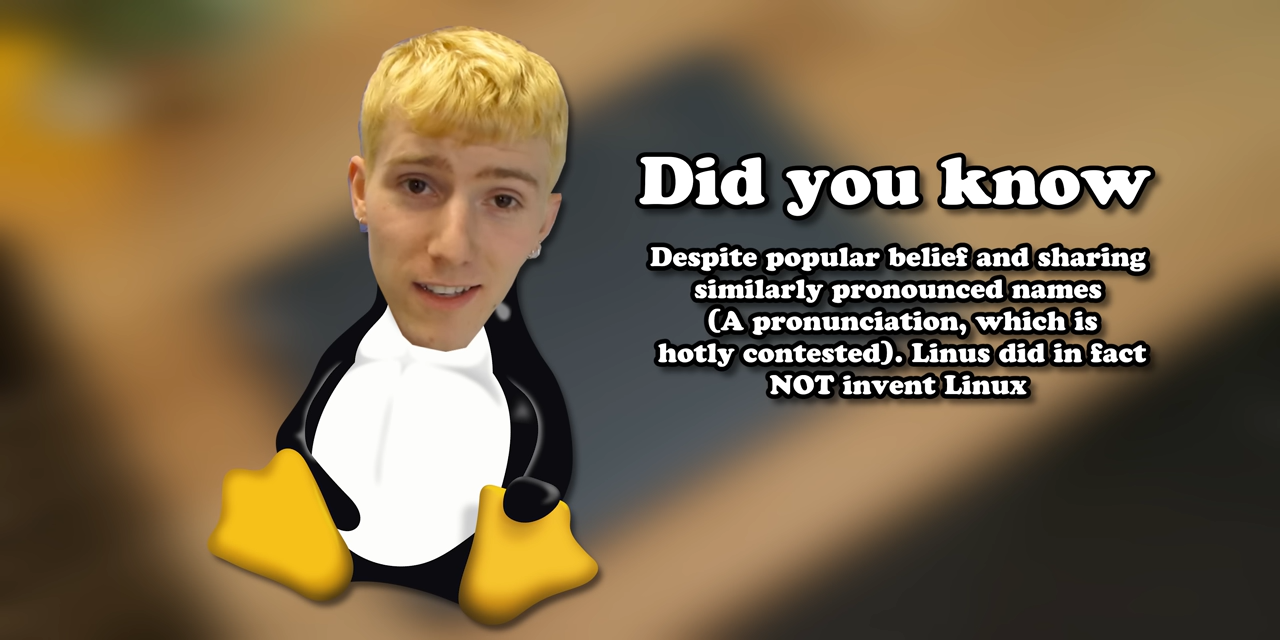 Did you know
Despite popular belief and sharing
similarly pronounced names
(A pronunciation, which is
hotly contested). Linus did in fact
NOT invent Linux